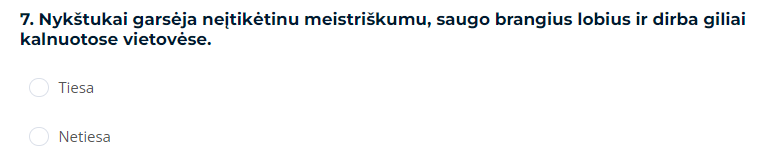 7. Nykštukai garsėja neįtikėtinu meistriškumu, saugo brangius lobius ir dirba giliai
kalnuotose vietovėse.
Tiesa
Netiesa